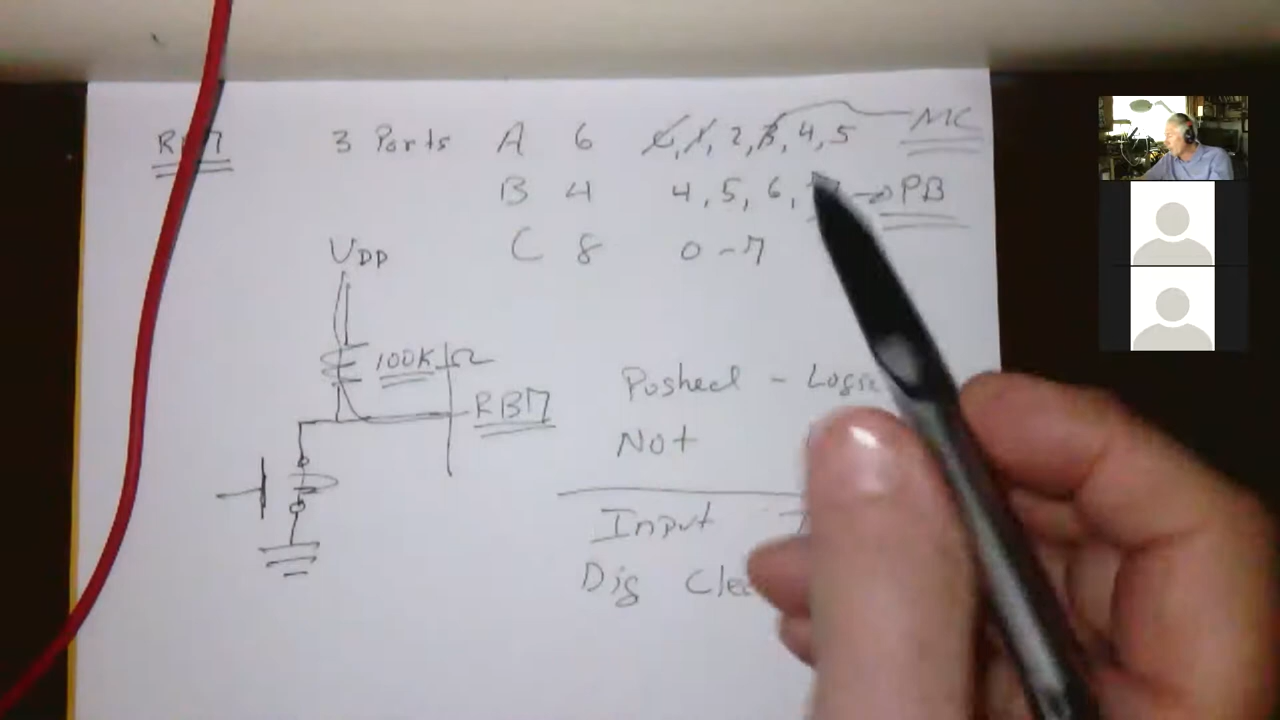 RB7 3 Ports A 6 0, 1, 2, 3, 4, 5 MC
B 4 4, 5, 6, PB
C 8 0-7
VDD
100K Ω
RB7
Pushed - Logic
Not
Input
Dig